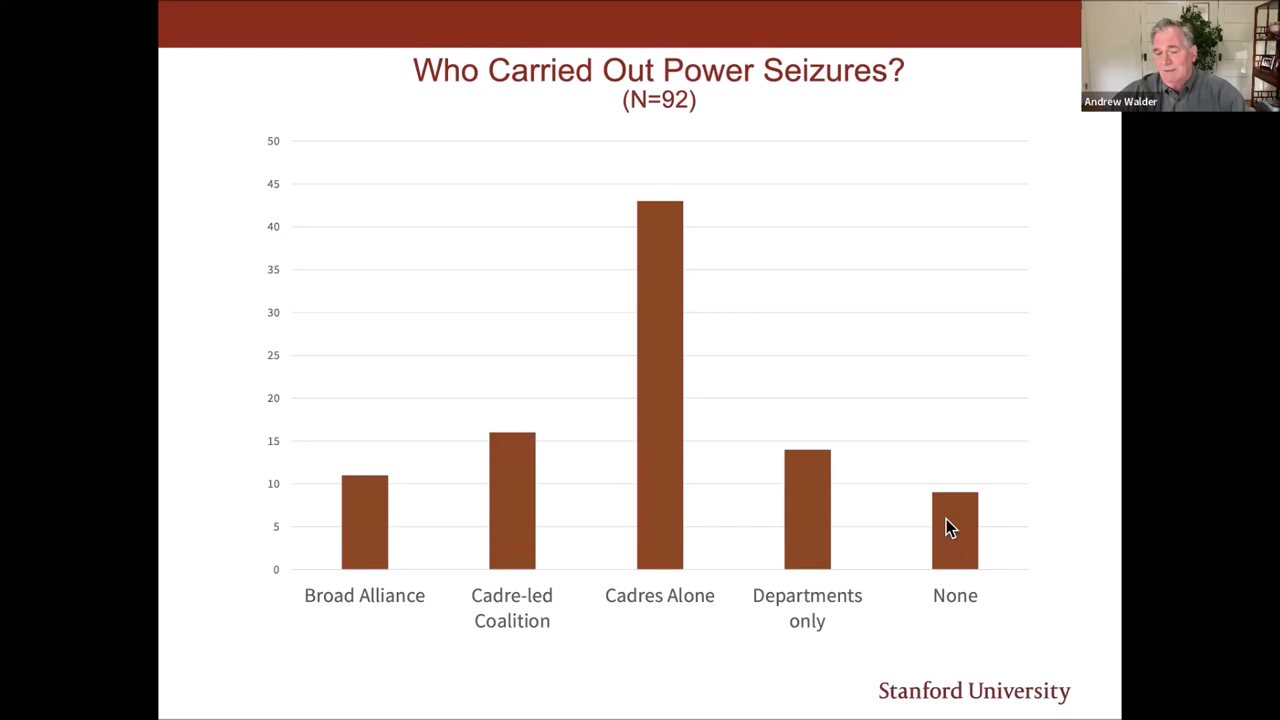 Who Carried Out Power Seizures?
(N=92)
Andrew Walder
50
45
40
35
30
25
20
15
10
5
0
Broad Alliance
Cadre-led
Coalition
Cadres Alone
Departments
only
None
Stanford University